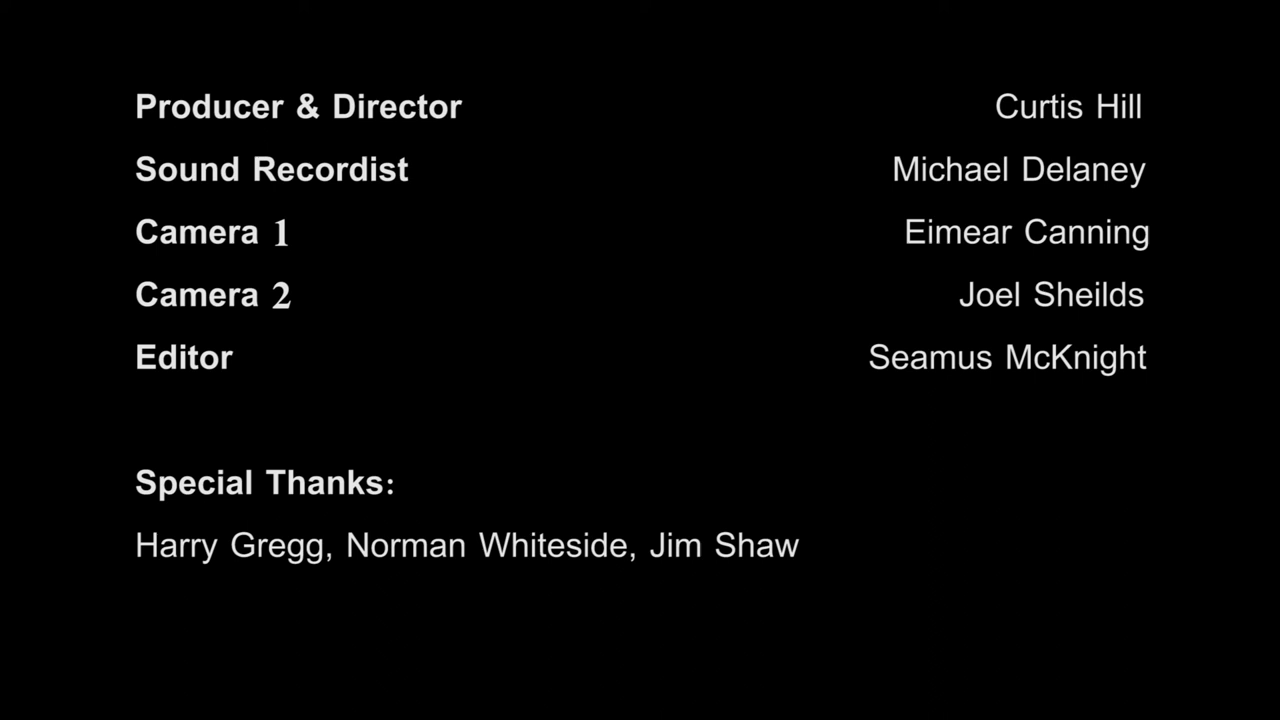 Producer & Director Curtis Hill
Sound Recordist Michael Delaney
Camera 1 Eimear Canning
Camera 2 Joel Sheilds
Editor Seamus McKnight
Special Thanks:
Harry Gregg, Norman Whiteside, Jim Shaw